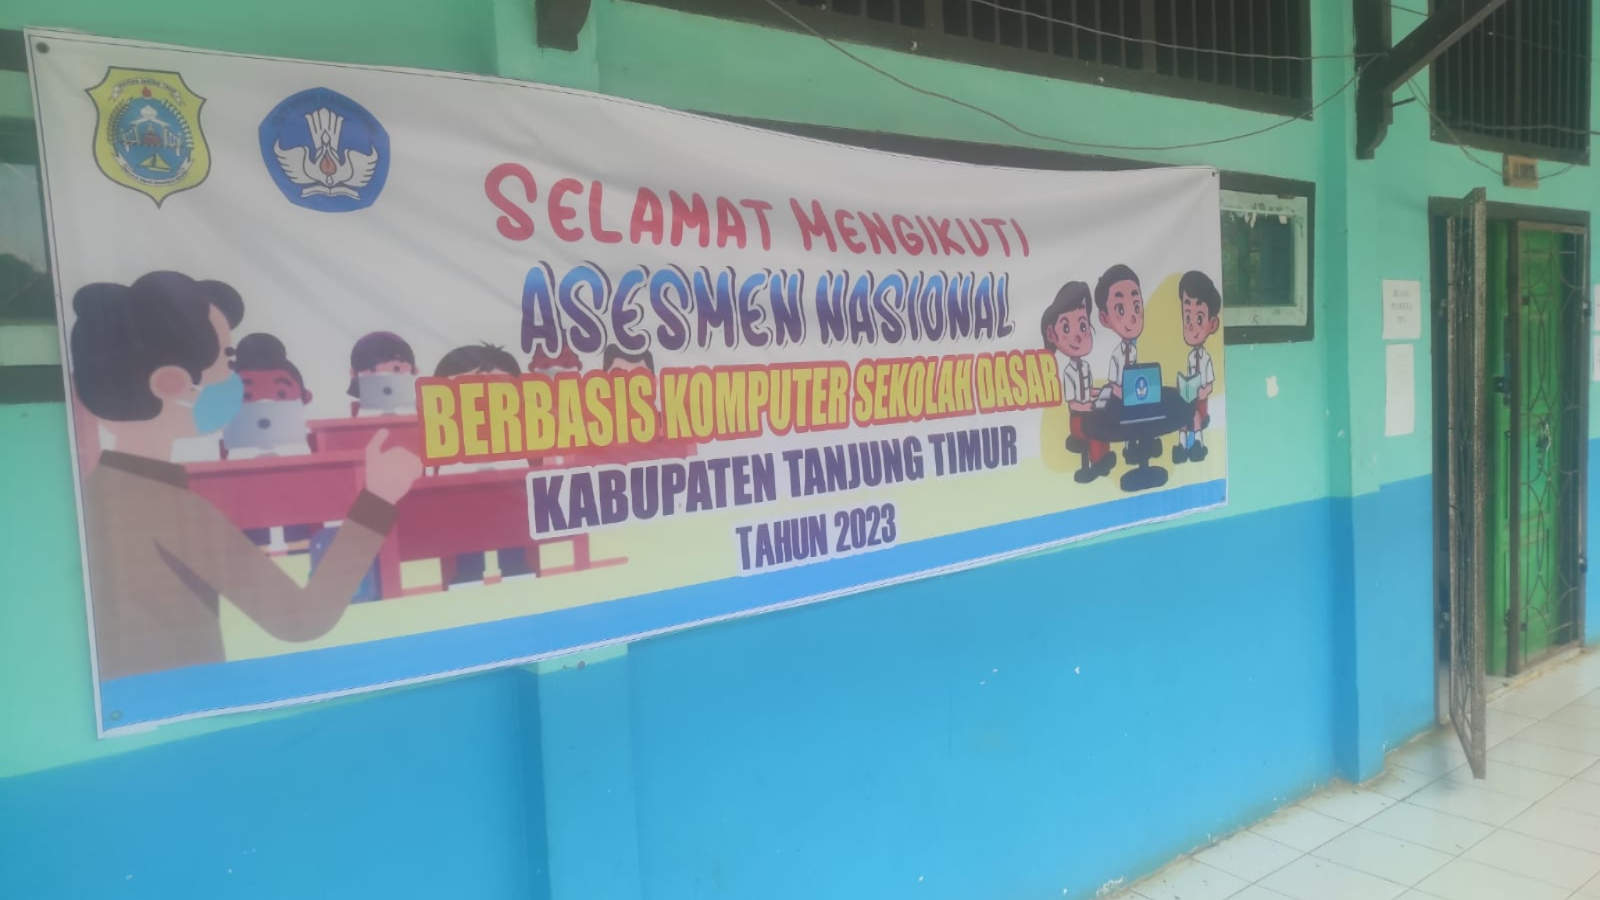 SELAMAT MENGIKUTI
ASESMEN NASIONAL
BERBASIS KOMPUTER SEKOLAH DASAR
KABUPATEN TANJUNG TIMUR
TAHUN 2023